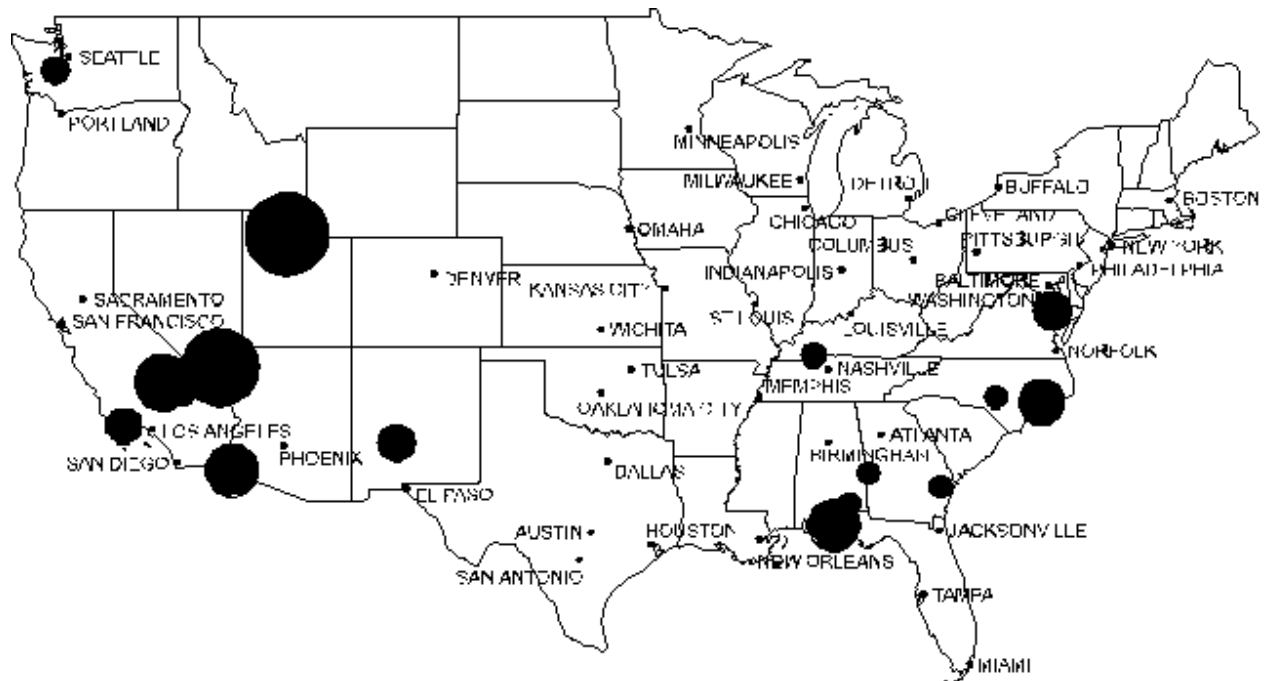 SEATTLE
PORTLAND
MINNEAPOLIS
MILWAUKEE
DETROIT
BUFFALO
BOSTON
CHICAGO
CLEVELAND
OMAHA
COLUMBUS
PITTSBURGH
NEW YORK
INDIANAPOLIS
PHILADELPHIA
DENVER
KANSAS CITY
BALTIMORE
WASHINGTON
SACRAMENTO
SAN FRANCISCO
WICHITA
ST LOUIS
LOUISVILLE
NORFOLK
TULSA
NASHVILLE
MEMPHIS
OAKLAHOMA CITY
LOS ANGELES
ATLANTA
PHOENIX
BIRMINGHAM
SAN DIEGO
DALLAS
EL PASO
AUSTIN
HOUSTON
JACKSONVILLE
NEW ORLEANS
SAN ANTONIO
TAMPA
MIAMI